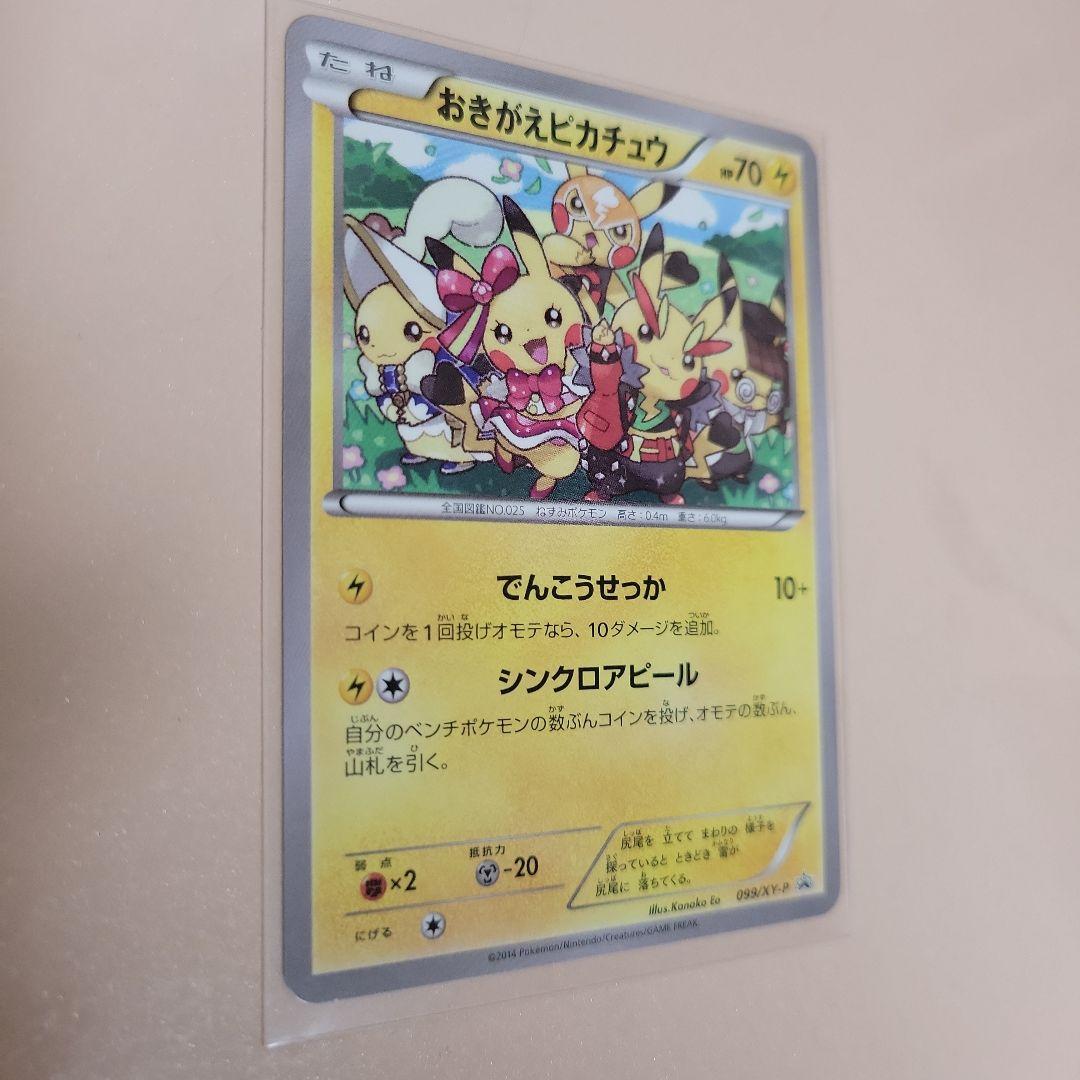 たね
おきがえピカチュウ
HP70
全国図鑑NO.025 ねずみポケモン 高さ:0.4m 重さ:6.0kg
でんこうせっか 10+
コインを1回投げオモテなら、10ダメージを追加。
シンクロアピール
自分のベンチポケモンの数ぶんコインを投げ、オモテの数ぶん、
山札を引く。
弱点 ×2 抵抗力 -20
にげる
尻尾を 立てて まわりの 様子を
探っていると ときどき 雷が
尻尾に 落ちてくる。
Illus.Kanako Eo 099/XY-P
©2014 Pokémon/Nintendo/Creatures/GAME FREAK